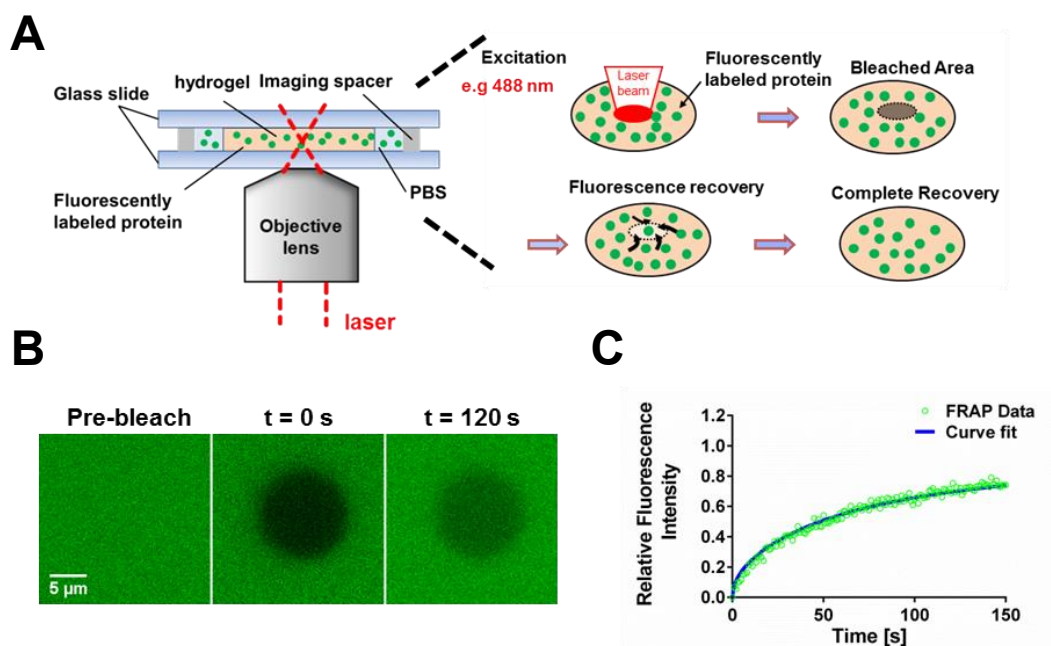 A
Glass slide
hydrogel
Imaging spacer
Fluorescently
labeled protein
Objective
lens
PBS
laser
Excitation
e.g 488 nm
Laser
beam
Fluorescently
labeled protein
Bleached Area
Fluorescence recovery
Complete Recovery
B
Pre-bleach
t = 0 s
t = 120 s
5 µm
C
FRAP Data
Curve fit
Relative Fluorescence
Intensity
1.2
1.0
0.8
0.6
0.4
0.2
0.0
0
50
100
150
Time [s]